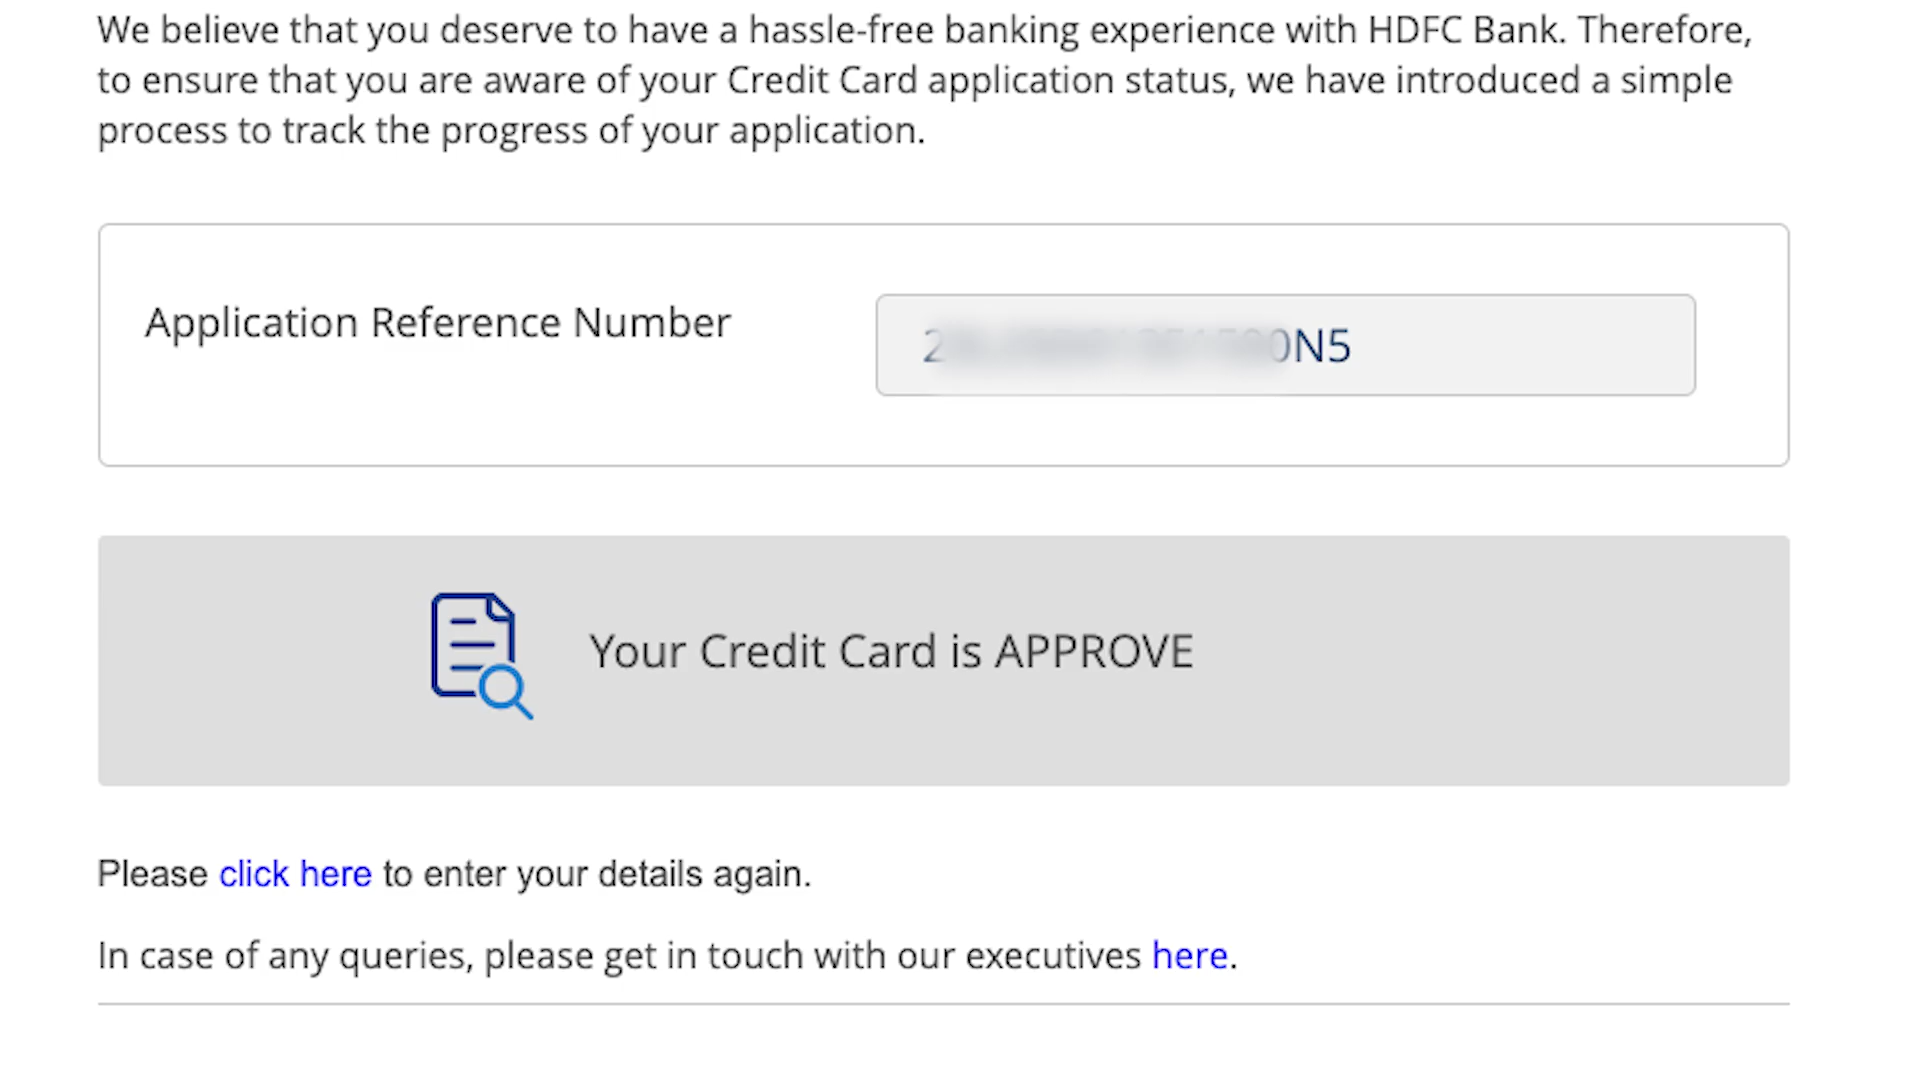 We believe that you deserve to have a hassle-free banking experience with HDFC Bank. Therefore,
to ensure that you are aware of your Credit Card application status, we have introduced a simple
process to track the progress of your application.
Application Reference Number
Your Credit Card is APPROVE
Please click here to enter your details again.
In case of any queries, please get in touch with our executives here.